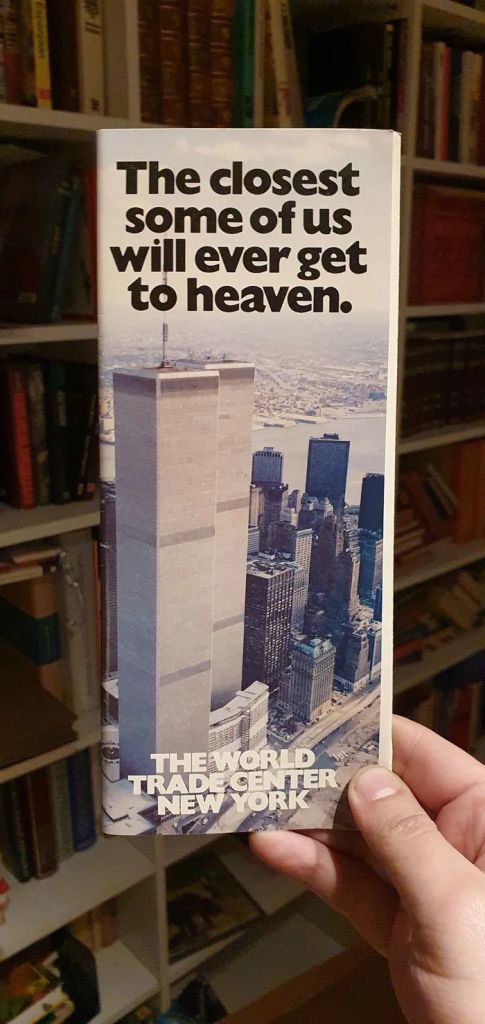 The closest
some of us
will ever get
to heaven.
THE WORLD
TRADE CENTER
NEW YORK